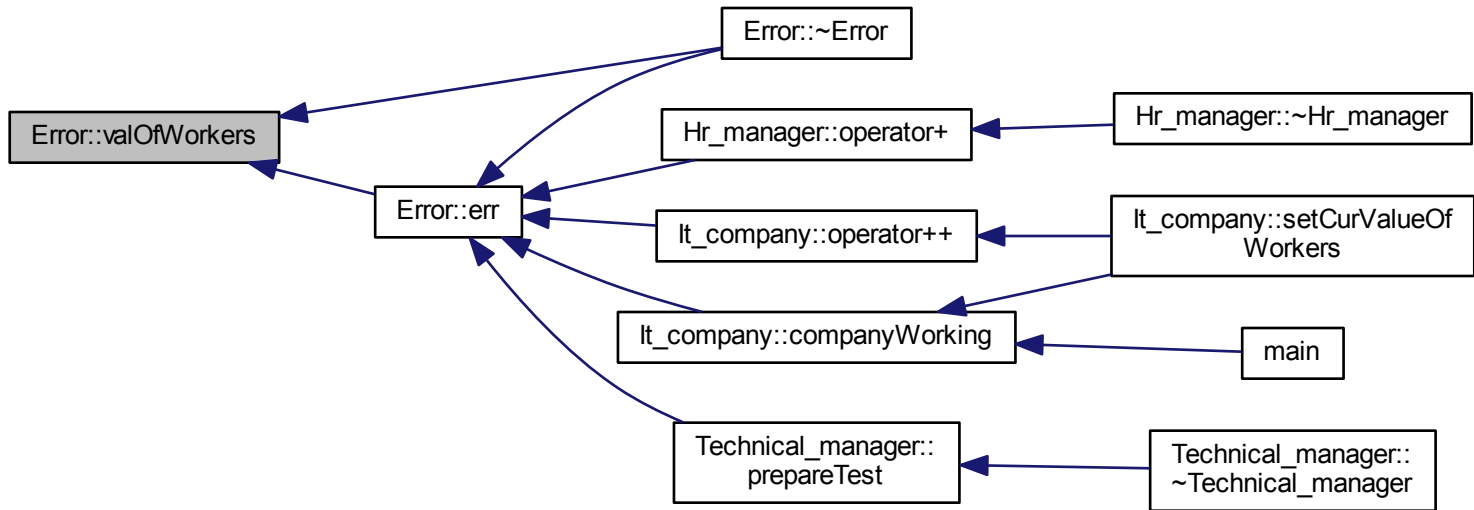 Error::~Error
Error::valOfWorkers
Hr_manager::operator+
Hr_manager::~Hr_manager
Error::err
It_company::operator++
It_company::setCurValueOf
Workers
It_company::companyWorking
main
Technical_manager::
prepareTest
Technical_manager::
~Technical_manager